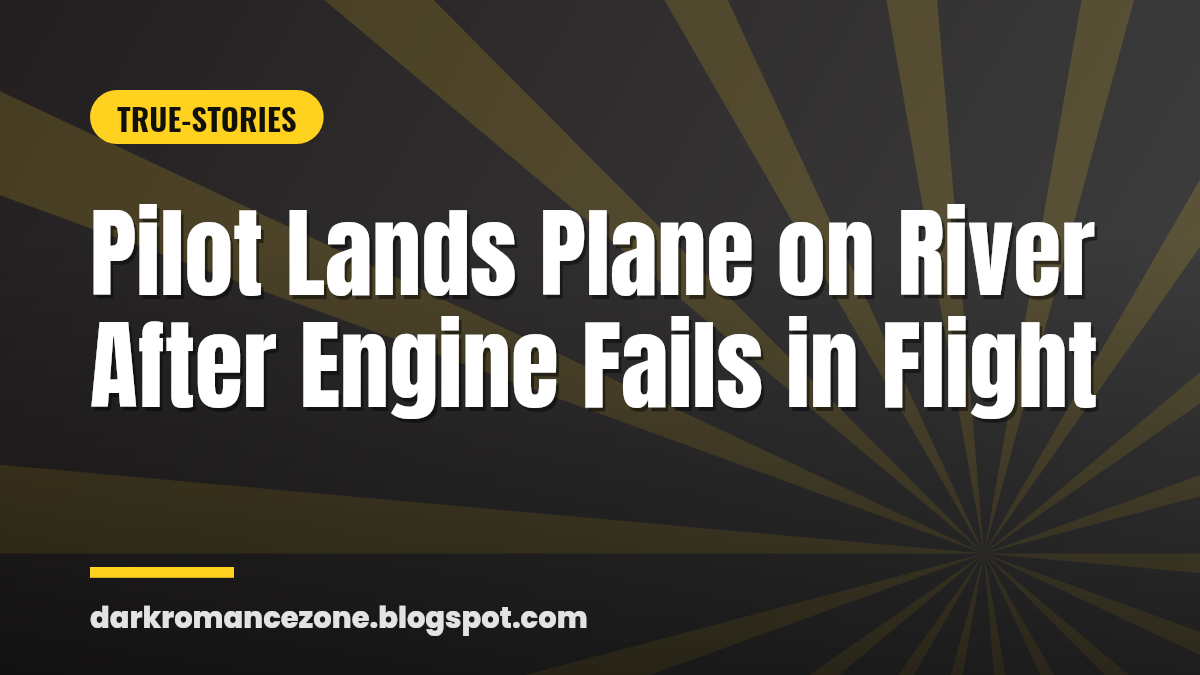 TRUE-STORIES
Pilot Lands Plane on River
After Engine Fails in Flight
darkromancezone.blogspot.com